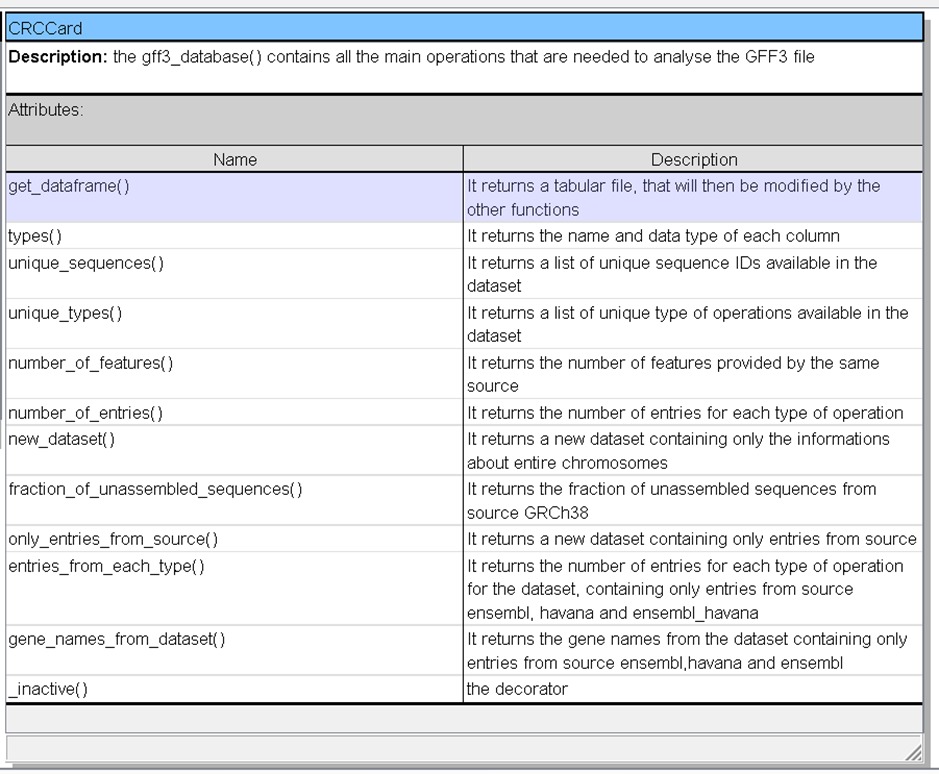 CRCCard
Description: the gff3_database() contains all the main operations that are needed to analyse the GFF3 file
Attributes:
Name Description
get_dataframe() It returns a tabular file, that will then be modified by the
other functions
types() It returns the name and data type of each column
unique_sequences() It returns a list of unique sequence IDs available in the
dataset
unique_types() It returns a list of unique type of operations available in the
dataset
number_of_features() It returns the number of features provided by the same
source
number_of_entries() It returns the number of entries for each type of operation
new_dataset() It returns a new dataset containing only the informations
about entire chromosomes
fraction_of_unassembled_sequences() It returns the fraction of unassembled sequences from
source GRCh38
only_entries_from_source() It returns a new dataset containing only entries from source
entries_from_each_type() It returns the number of entries for each type of operation
for the dataset, containing only entries from source
ensembl, havana and ensembl_havana
gene_names_from_dataset() It returns the gene names from the dataset containing only
entries from source ensembl,havana and ensembl
_inactive() the decorator